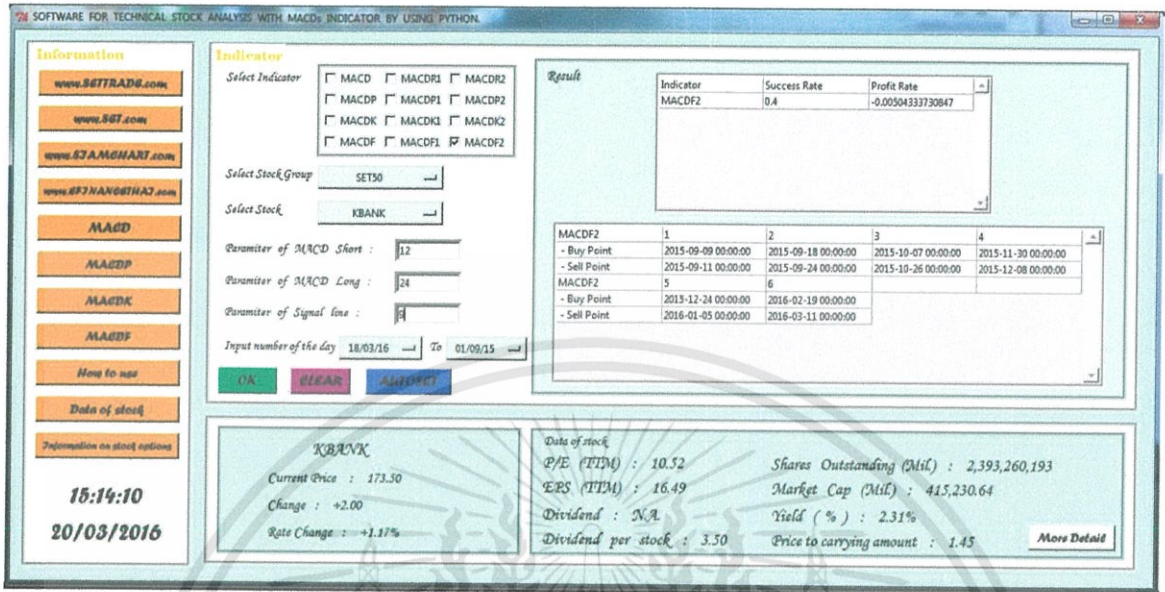 SOFTWARE FOR TECHNICAL STOCK ANALYSIS WITH MACDs INDICATOR BY USING PYTHON.
Information
www.SETTRADE.com
www.SET.com
www.SIAMCHART.com
www.EFINANCETHAI.com
MACD
MACDP
MACDK
MACDF
How to use
Data of stock
Information on stock options
15:14:10
20/03/2016
Indicator
Select Indicator
MACD MACDR1 MACDR2
MACDP MACDP1 MACDP2
MACDK MACDK1 MACDK2
MACDF MACDF1 MACDF2
Select Stock Group SET50
Select Stock KBANK
Paramiter of MACD Short : 12
Paramiter of MACD Long : 24
Paramiter of Signal line : 9
Input number of the day 18/03/16 To 01/09/15
OK CLEAR AUTOSET
Result
Indicator Success Rate Profit Rate
MACDF2 0.4 -0.00504333730847
MACDF2 1 2 3 4
- Buy Point 2015-09-09 00:00:00 2015-09-18 00:00:00 2015-10-07 00:00:00 2015-11-30 00:00:00
- Sell Point 2015-09-11 00:00:00 2015-09-24 00:00:00 2015-10-26 00:00:00 2015-12-08 00:00:00
MACDF2 5 6
- Buy Point 2015-12-24 00:00:00 2016-02-19 00:00:00
- Sell Point 2016-01-05 00:00:00 2016-03-11 00:00:00
KBANK
Current Price : 173.50
Change : +2.00
Rate Change : +1.17%
Data of stock
P/E (TTM) : 10.52
EPS (TTM) : 16.49
Dividend : N.A.
Dividend per stock : 3.50
Shares Outstanding (Mil.) : 2,393,260,193
Market Cap (Mil.) : 415,230.64
Yield ( % ) : 2.31%
Price to carrying amount : 1.45
More Detail